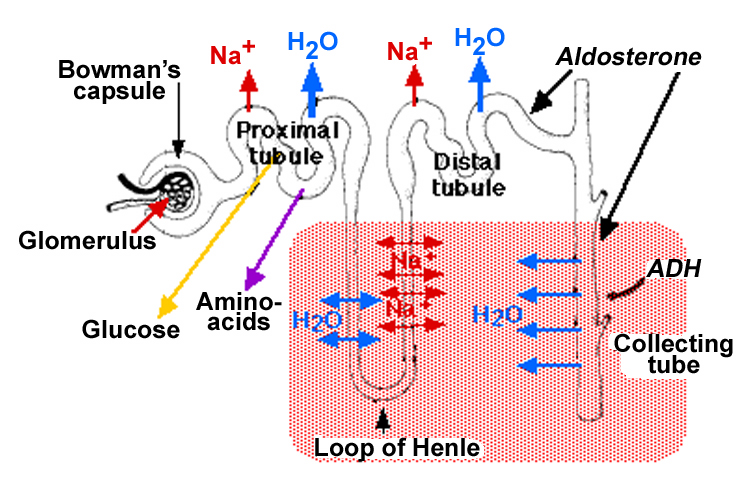 Na+
H2O
Na+
H2O
Aldosterone
Bowman's
capsule
Proximal
tubule
Distal
tubule
Glomerulus
Na+
ADH
Amino-
acids
Glucose
H2O
Na+
H2O
Collecting
tube
Loop of Henle